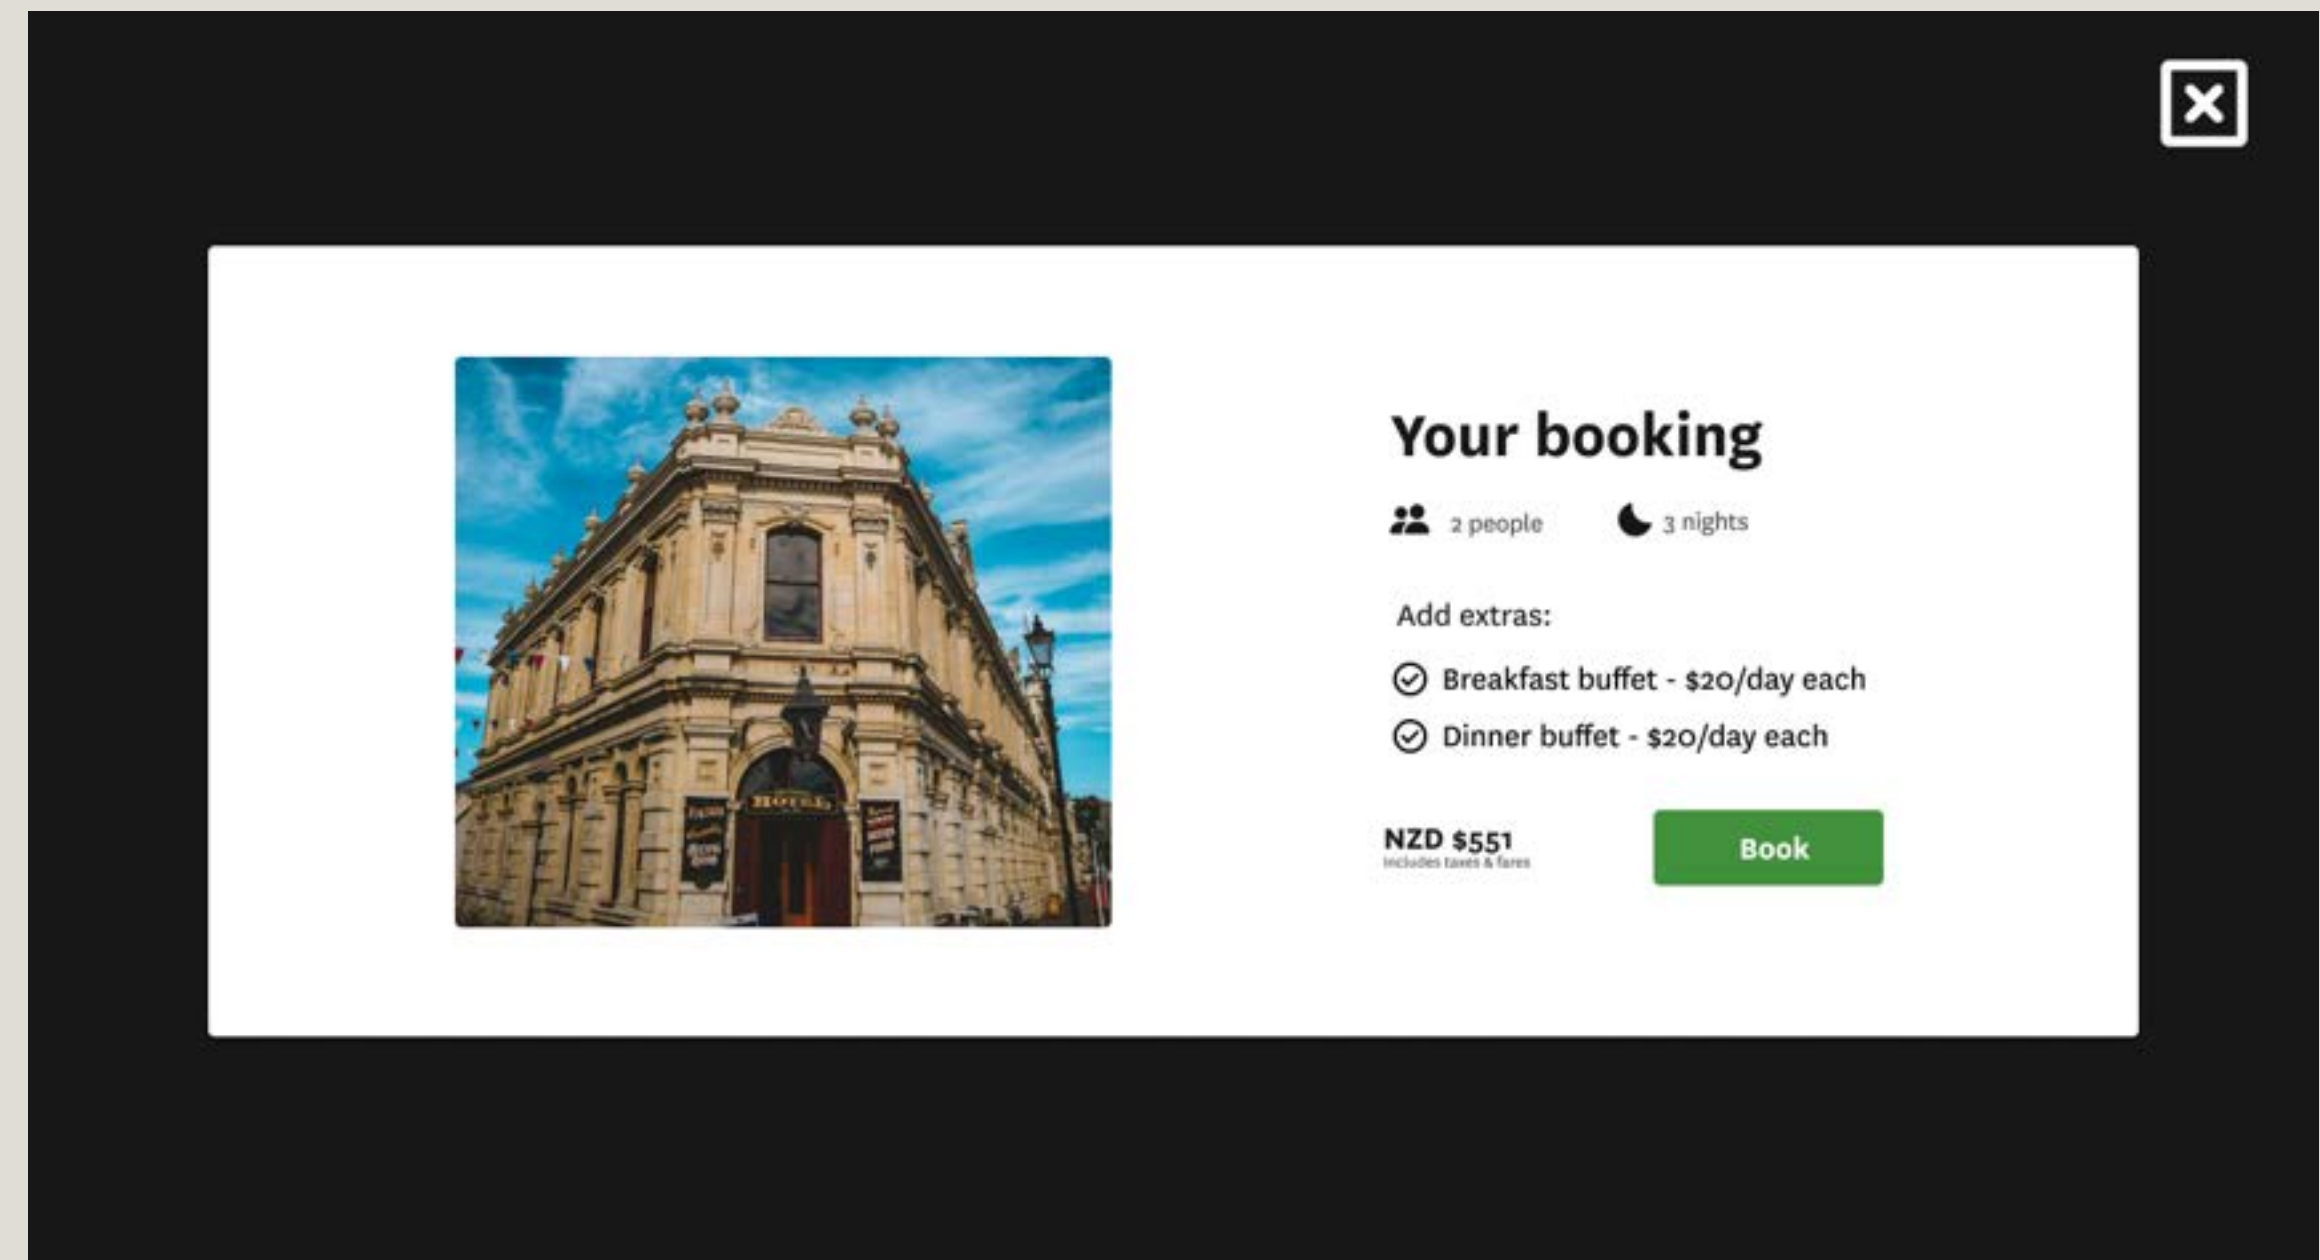 Your booking
2 people 3 nights
Add extras:
Breakfast buffet - $20/day each
Dinner buffet - $20/day each
NZD $551
Includes taxes & fares
Book
HOTEL